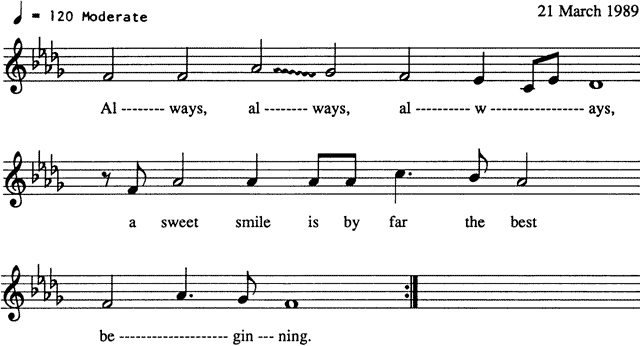 ♩ = 120 Moderate
21 March 1989
Al -------- ways, al -------- ways, al ---------- w ----------------- ays,
a sweet smile is by far the best
be -------------------- gin --- ning.